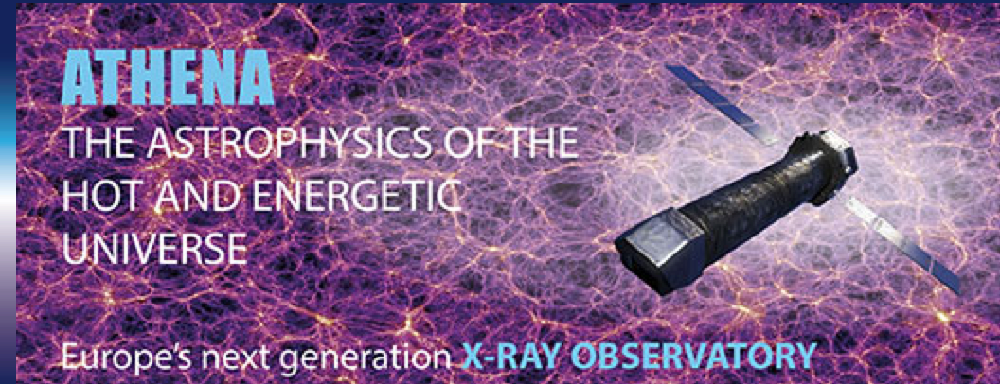 ATHENA
THE ASTROPHYSICS OF THE
HOT AND ENERGETIC
UNIVERSE
Europe's next generation X-RAY OBSERVATORY